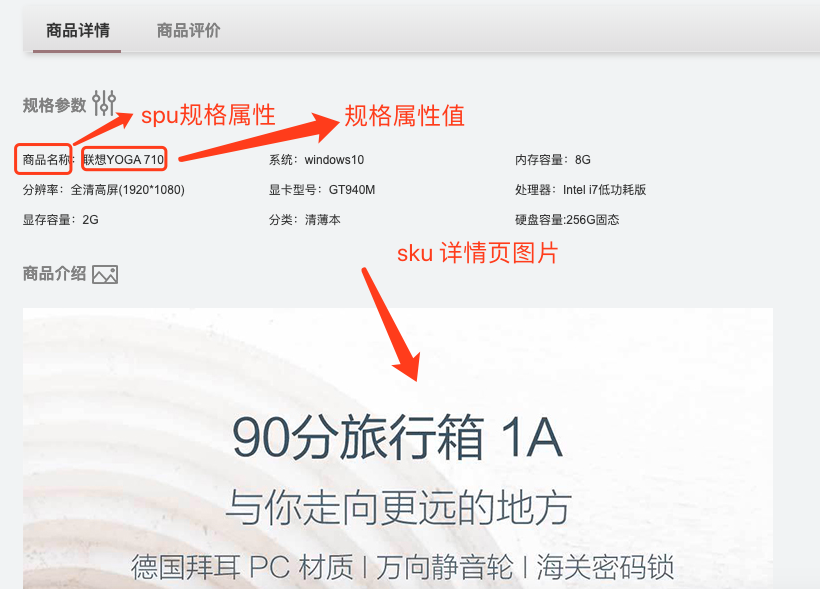 商品详情 商品评价
规格参数 spu规格属性 规格属性值
商品名称: 联想YOGA 710 系统：windows10 内存容量：8G
分辨率：全清高屏(1920*1080) 显卡型号：GT940M 处理器：Intel i7低功耗版
显存容量：2G 分类：清薄本 硬盘容量:256G固态
sku 详情页图片
商品介绍
90分旅行箱 1A
与你走向更远的地方
德国拜耳 PC 材质 | 万向静音轮 | 海关密码锁